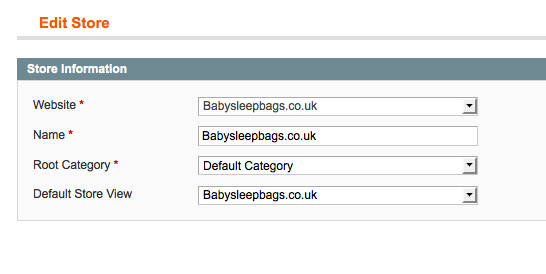 Edit Store
Store Information
Website * Babysleepbags.co.uk
Name * Babysleepbags.co.uk
Root Category * Default Category
Default Store View Babysleepbags.co.uk